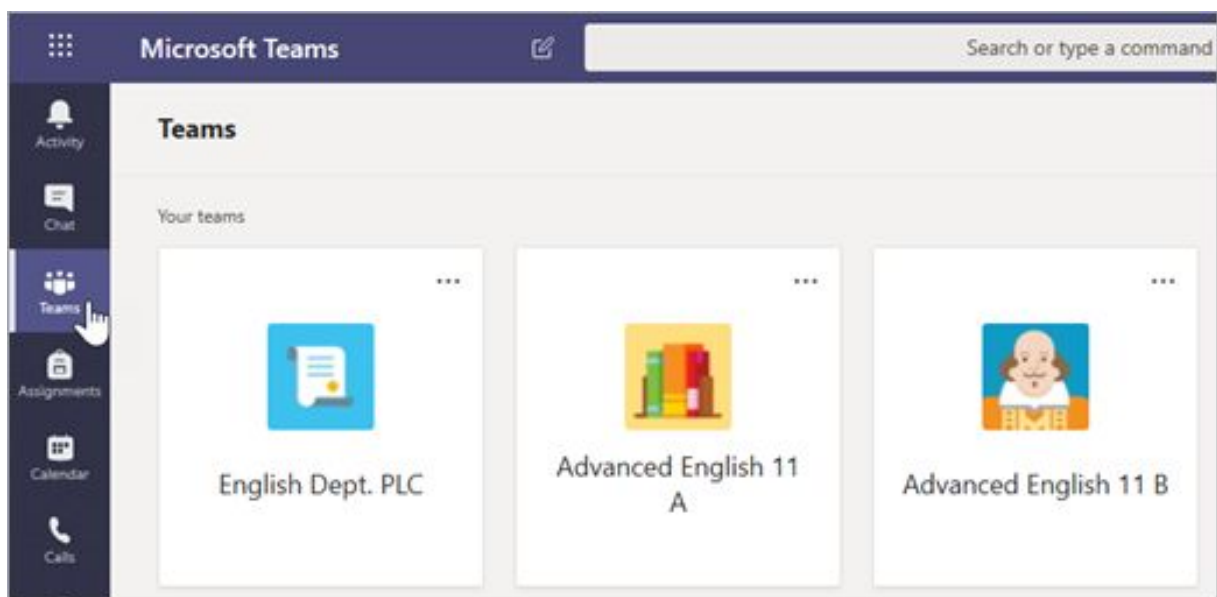 Microsoft Teams
Search or type a command
Activity
Teams
Chat
Your teams
Teams
Assignments
Calendar
English Dept. PLC
Advanced English 11
A
Advanced English 11 B
Calls